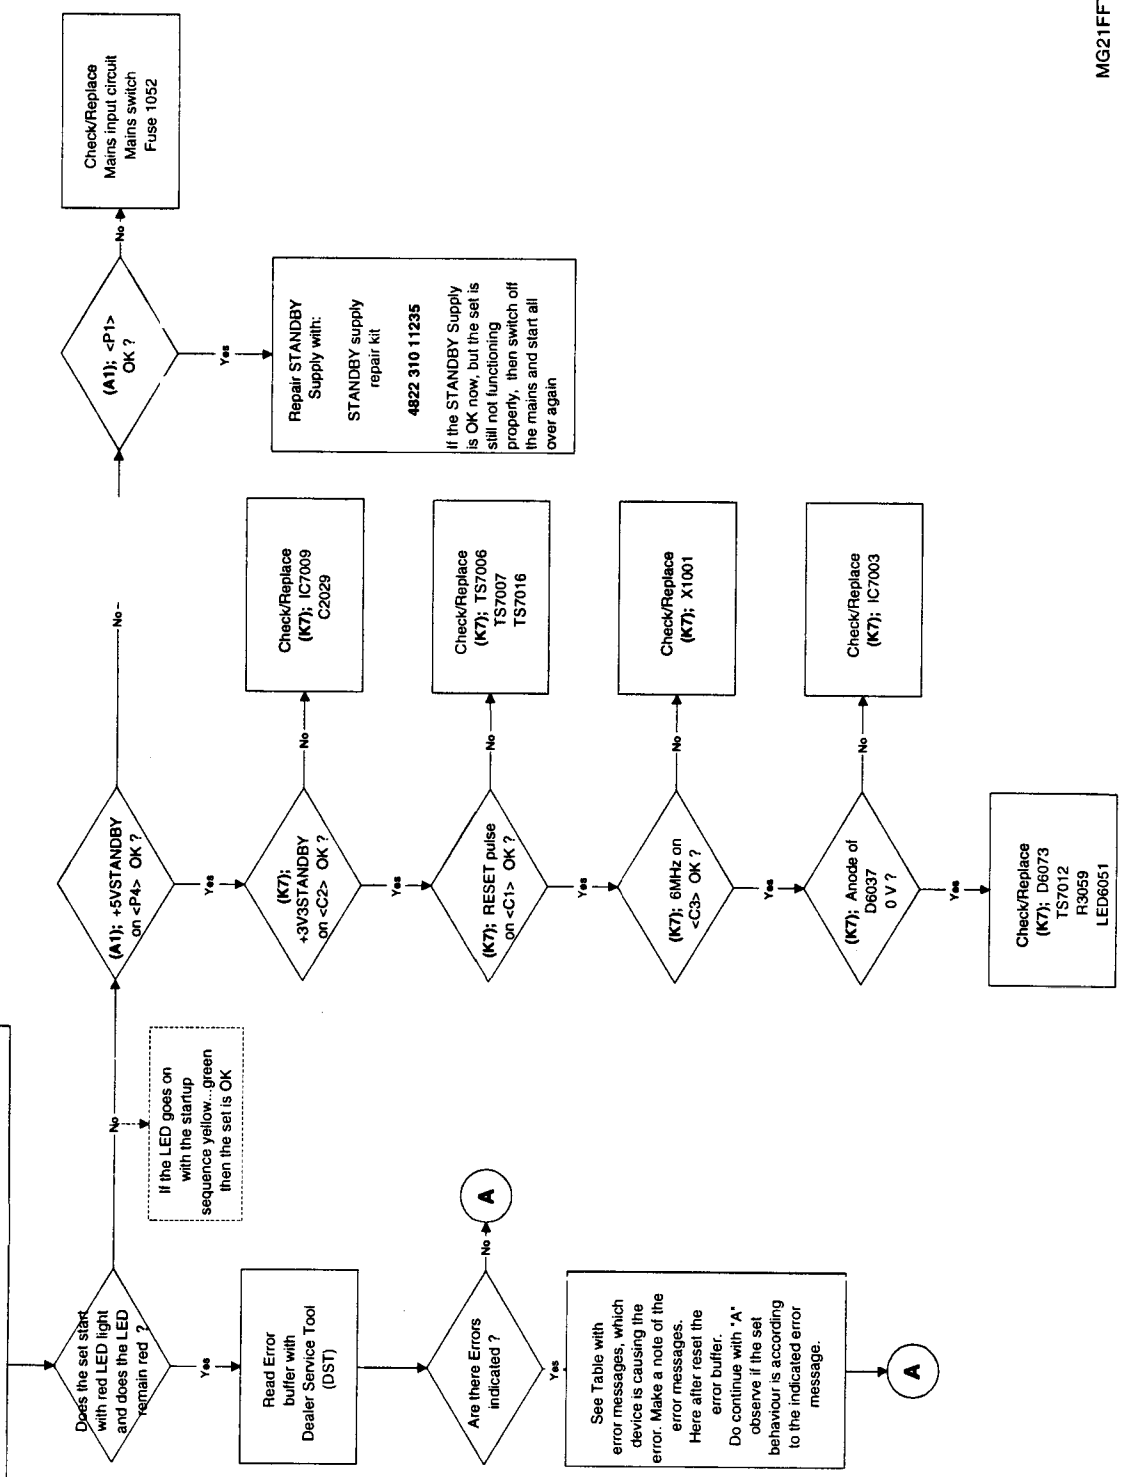 Does the set start
with red LED light
and does the LED
remain red ?
No
If the LED goes on
with the startup
sequence yellow...green
then the set is OK
Yes
Read Error
buffer with
Dealer Service Tool
(DST)
Are there Errors
indicated ?
No
A
Yes
See Table with
error messages, which
device is causing the
error. Make a note of the
error messages.
Here after reset the
error buffer.
Do continue with "A"
observe if the set
behaviour is according
to the indicated error
message.
A
(A1); +5VSTANDBY
on <P4> OK ?
No
Yes
(K7);
+3V3STANDBY
on <C2> OK ?
No
Check/Replace
(K7); IC7009
C2029
Yes
(K7); RESET pulse
on <C1> OK ?
No
Check/Replace
(K7); TS7006
TS7007
TS7016
Yes
(K7); 6MHz on
<C3> OK ?
No
Check/Replace
(K7); X1001
Yes
(K7); Anode of
D6037
0 V ?
No
Check/Replace
(K7); IC7003
Yes
Check/Replace
(K7); D6073
TS7012
R3059
LED6051
(A1); <P1>
OK ?
No
Check/Replace
Mains input circuit
Mains switch
Fuse 1052
Yes
Repair STANDBY
Supply with:
STANDBY supply
repair kit
4822 310 11235
If the STANDBY Supply
is OK now, but the set is
still not functioning
properly, then switch off
the mains and start all
over again